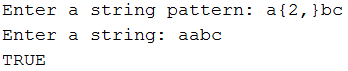 Enter a string pattern: a{2,}bc
Enter a string: aabc
TRUE